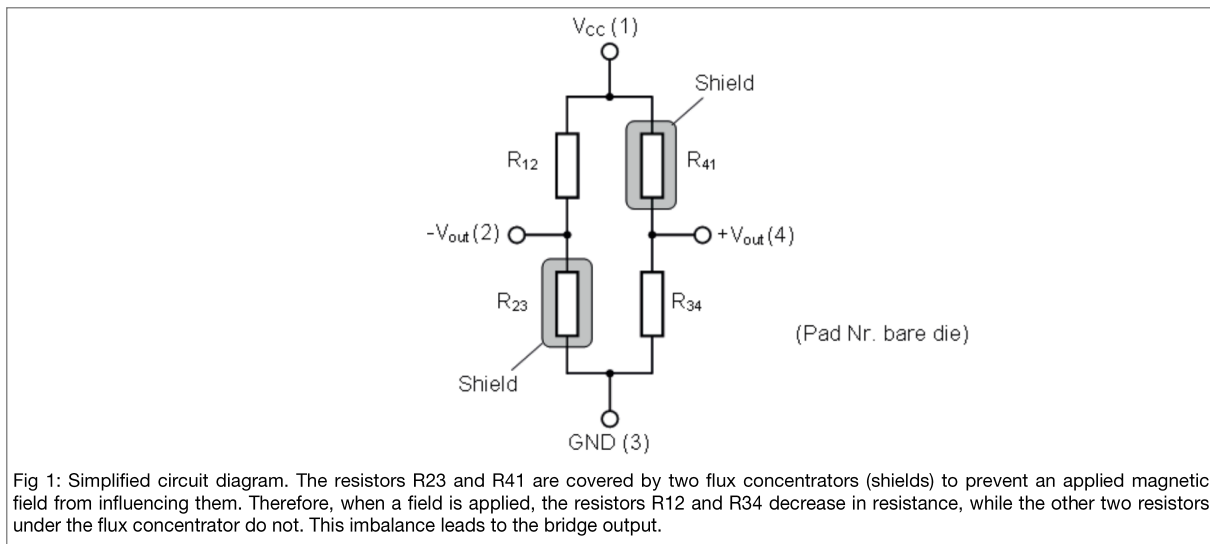 Vcc (1)
Shield
R12
R41
-Vout (2)
+Vout (4)
R23
R34
(Pad Nr. bare die)
Shield
GND (3)
Fig 1: Simplified circuit diagram. The resistors R23 and R41 are covered by two flux concentrators (shields) to prevent an applied magnetic
field from influencing them. Therefore, when a field is applied, the resistors R12 and R34 decrease in resistance, while the other two resistors
under the flux concentrator do not. This imbalance leads to the bridge output.